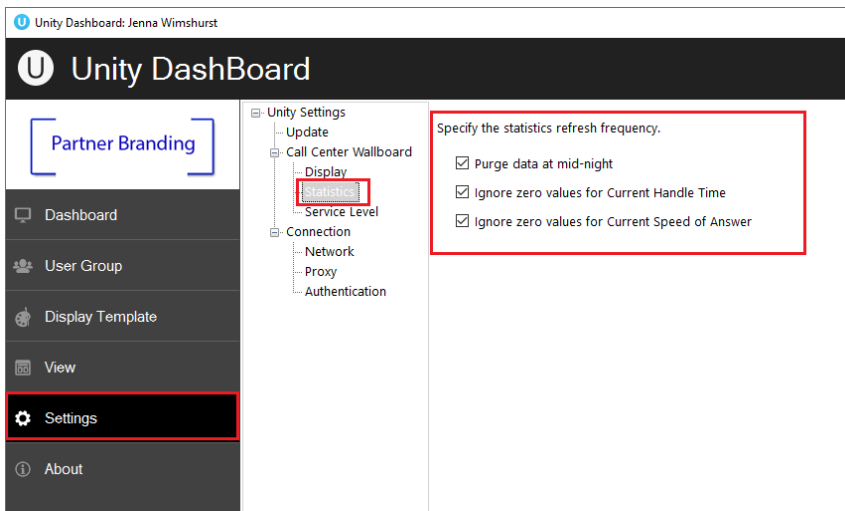 Unity Dashboard: Jenna Wimshurst
Unity DashBoard
Partner Branding
Dashboard
User Group
Display Template
View
Settings
About
Unity Settings
Update
Call Center Wallboard
Display
Statistics
Service Level
Connection
Network
Proxy
Authentication
Specify the statistics refresh frequency.
Purge data at mid-night
Ignore zero values for Current Handle Time
Ignore zero values for Current Speed of Answer